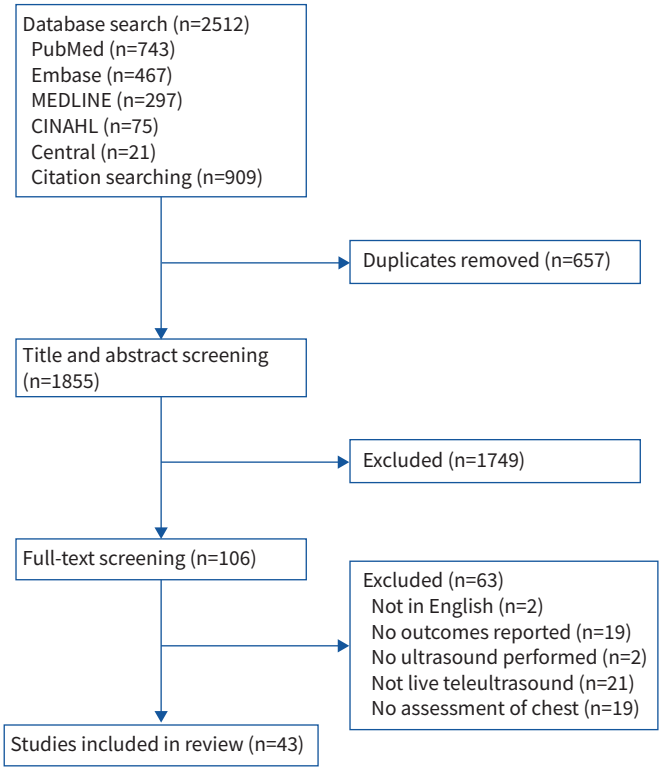 Database search (n=2512)
PubMed (n=743)
Embase (n=467)
MEDLINE (n=297)
CINAHL (n=75)
Central (n=21)
Citation searching (n=909)
Duplicates removed (n=657)
Title and abstract screening
(n=1855)
Excluded (n=1749)
Full-text screening (n=106)
Excluded (n=63)
Not in English (n=2)
No outcomes reported (n=19)
No ultrasound performed (n=2)
Not live teleultrasound (n=21)
No assessment of chest (n=19)
Studies included in review (n=43)